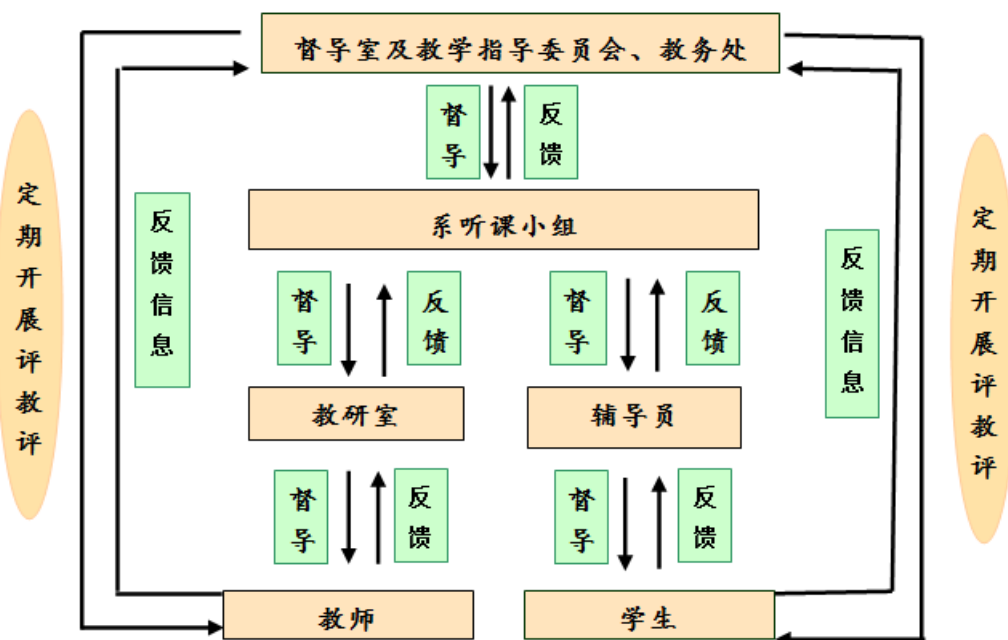 督导室及教学指导委员会、教务处
督导
反馈
系听课小组
定期开展评教评
反馈信息
督导
反馈
督导
反馈
反馈信息
定期开展评教评
教研室
辅导员
督导
反馈
督导
反馈
教师
学生